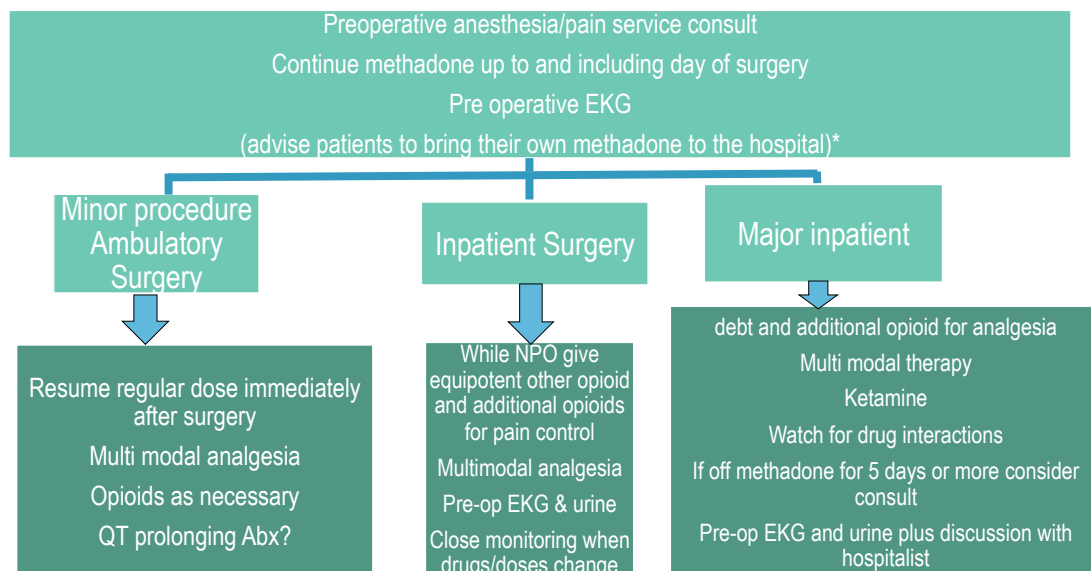 Preoperative anesthesia/pain service consult
Continue methadone up to and including day of surgery
Pre operative EKG
(advise patients to bring their own methadone to the hospital)*
Minor procedure
Ambulatory
Surgery
Inpatient Surgery
Major inpatient
Resume regular dose immediately
after surgery
Multi modal analgesia
Opioids as necessary
QT prolonging Abx?
While NPO give
equipotent other opioid
and additional opioids
for pain control
Multimodal analgesia
Pre-op EKG & urine
Close monitoring when
drugs/doses change
debt and additional opioid for analgesia
Multi modal therapy
Ketamine
Watch for drug interactions
If off methadone for 5 days or more consider
consult
Pre-op EKG and urine plus discussion with
hospitalist